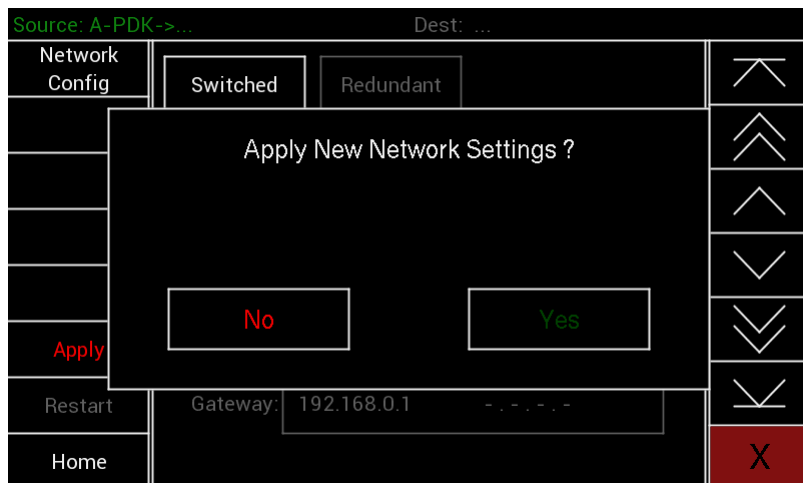 Source: A-PDK->... Dest: ...
Network
Config
Switched Redundant
Apply New Network Settings ?
No Yes
Apply
Restart Gateway: 192.168.0.1 - . - . - . -
Home X